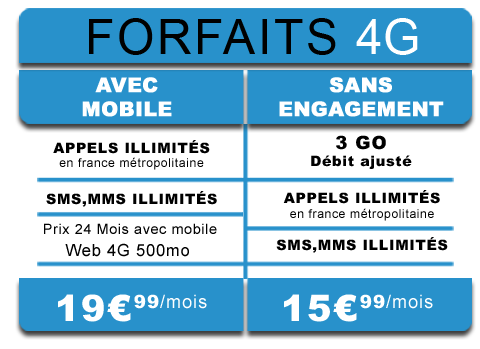 FORFAITS 4G
AVEC
MOBILE
APPELS ILLIMITÉS
en france métropolitaine
SMS,MMS ILLIMITÉS
Prix 24 Mois avec mobile
Web 4G 500mo
19€99/mois
SANS
ENGAGEMENT
3 GO
Débit ajusté
APPELS ILLIMITÉS
en france métropolitaine
SMS,MMS ILLIMITÉS
15€99/mois